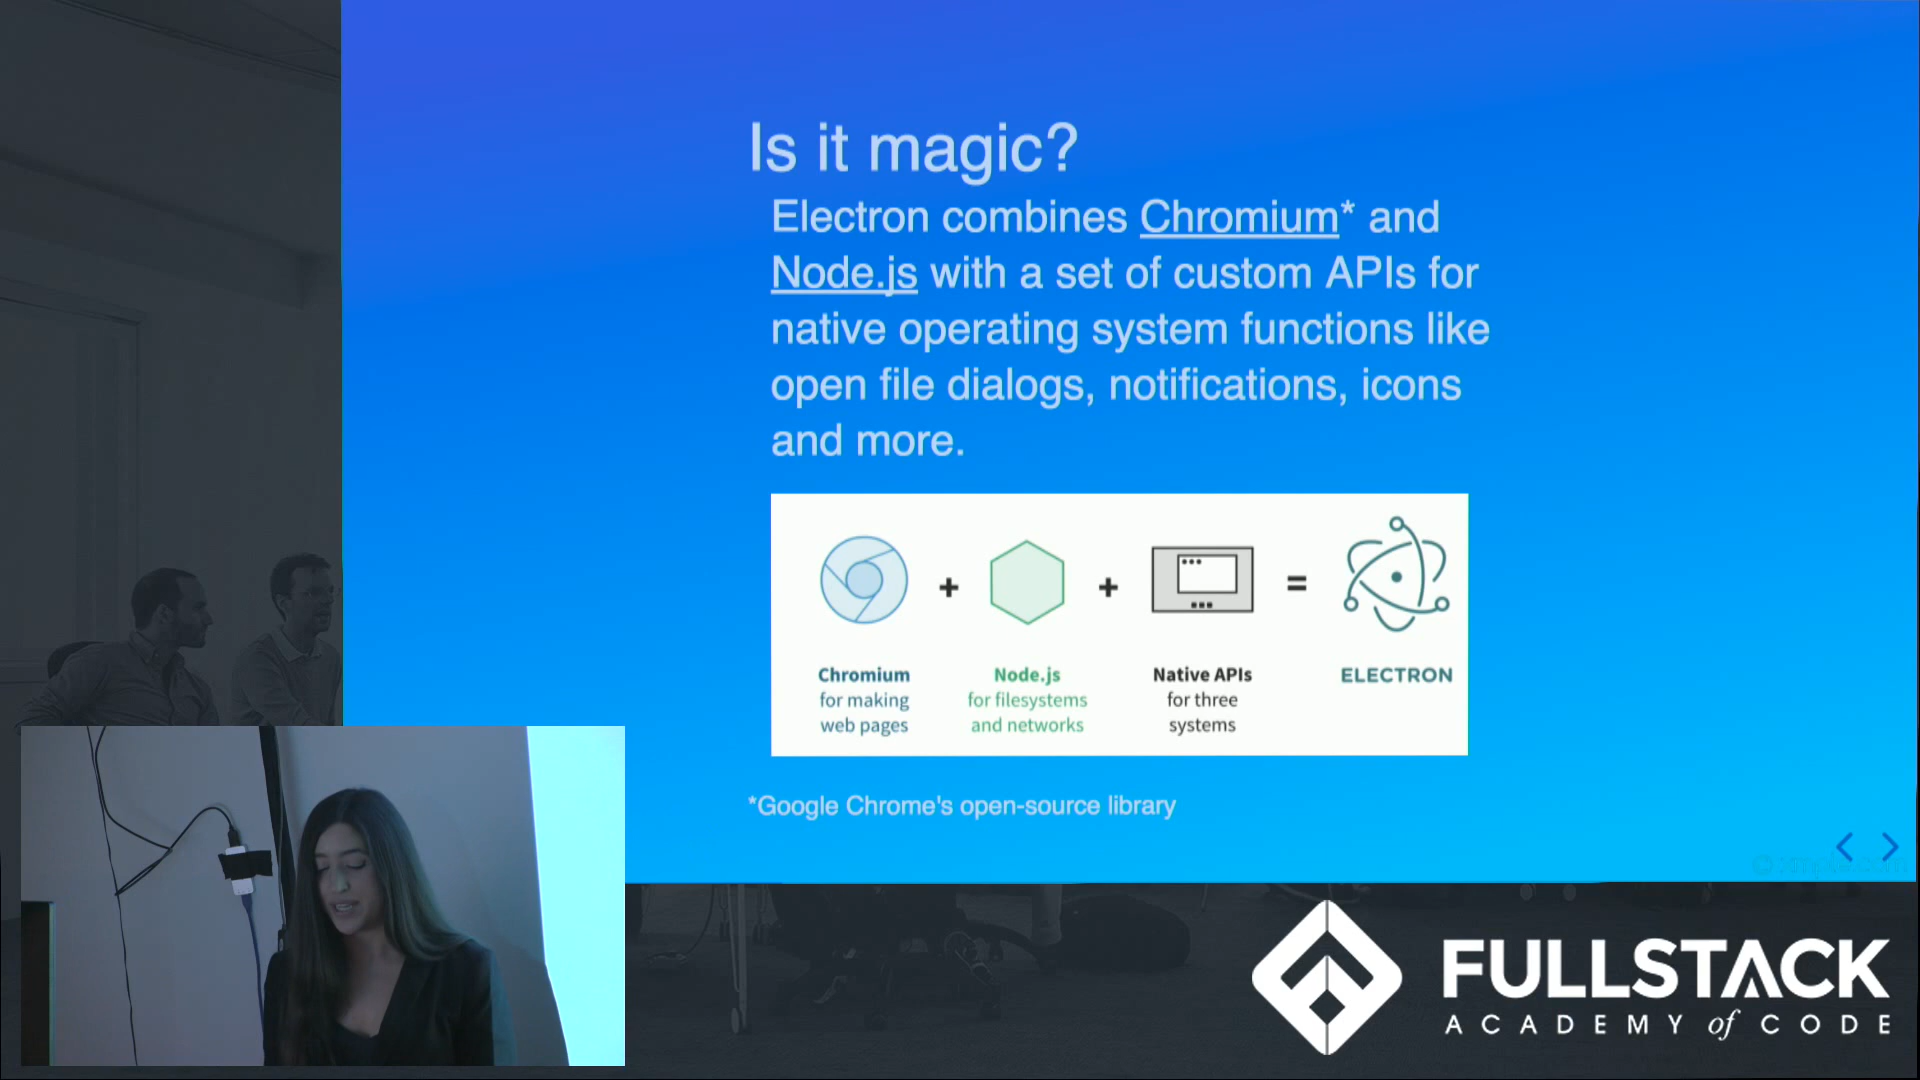 Is it magic?
Electron combines Chromium* and
Node.js with a set of custom APIs for
native operating system functions like
open file dialogs, notifications, icons
and more.
+ + =
Chromium
for making
web pages
Node.js
for filesystems
and networks
Native APIs
for three
systems
ELECTRON
*Google Chrome's open-source library
FULLSTACK
ACADEMY of CODE